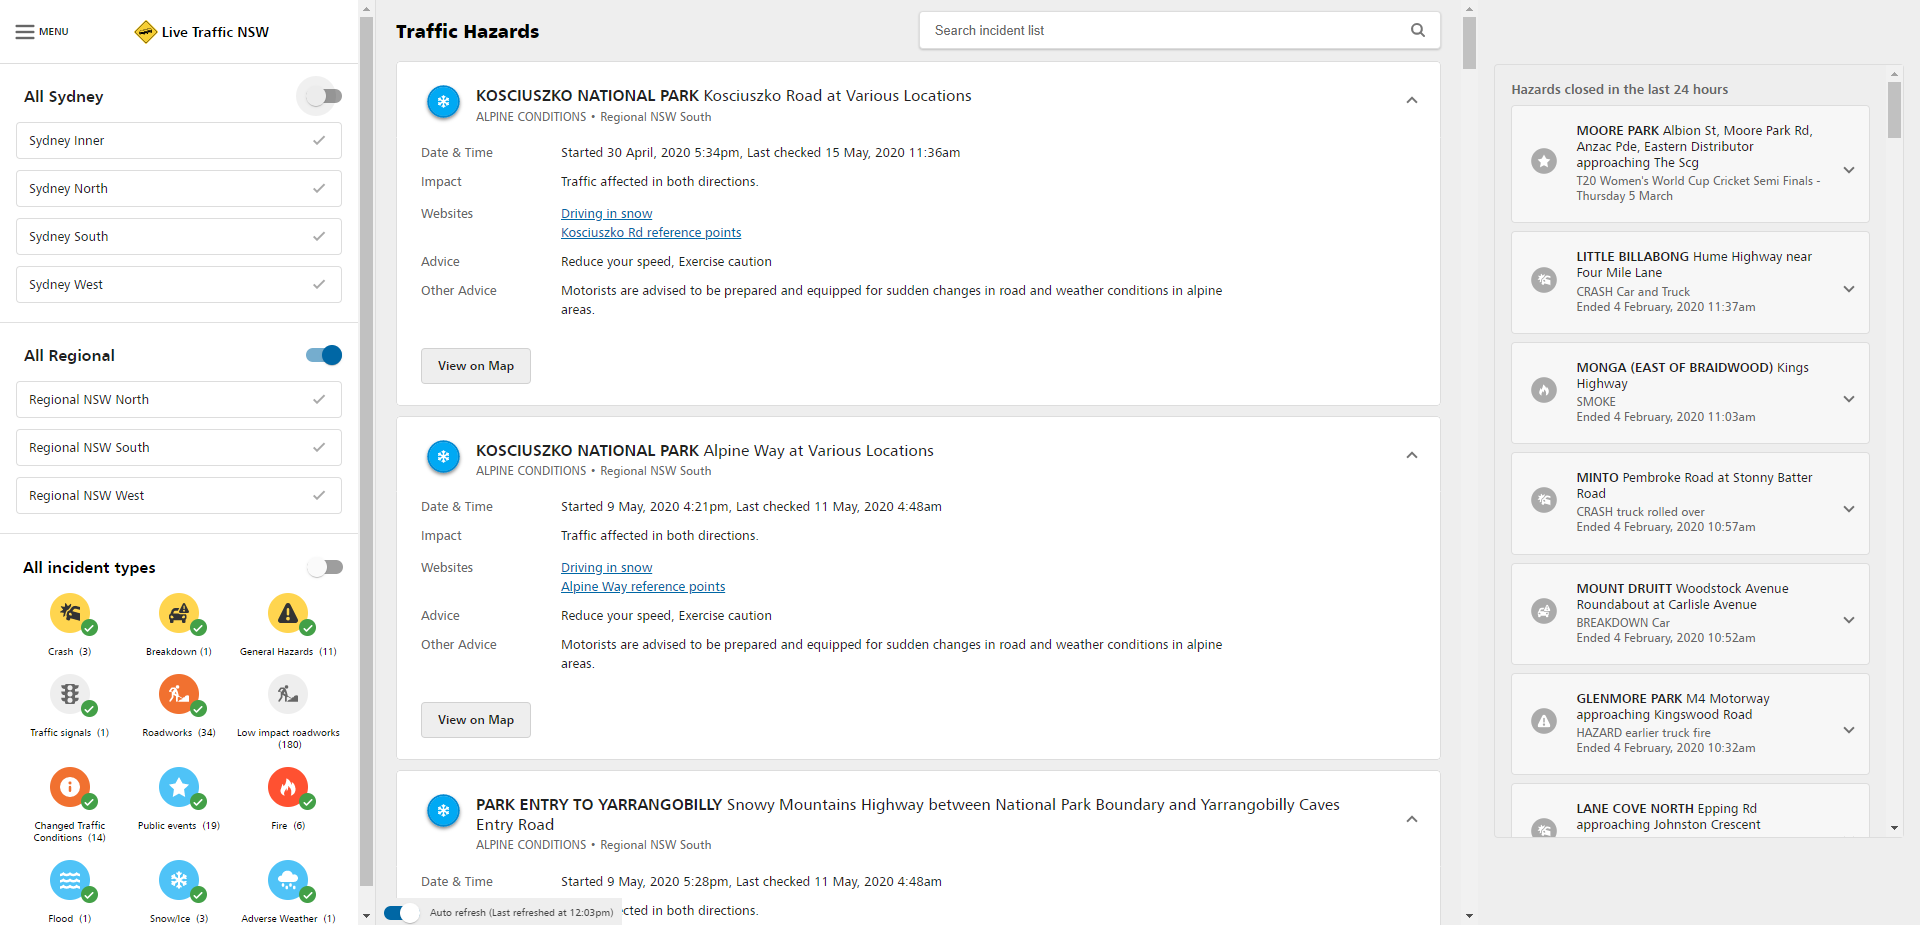 MENU
Live Traffic NSW
All Sydney
Sydney Inner
Sydney North
Sydney South
Sydney West
All Regional
Regional NSW North
Regional NSW South
Regional NSW West
All incident types
Crash (3)
Breakdown (1)
General Hazards (11)
Traffic signals (1)
Roadworks (34)
Low impact roadworks
(180)
Changed Traffic
Conditions (14)
Public events (19)
Fire (6)
Flood (1)
Snow/Ice (3)
Adverse Weather (1)
Traffic Hazards
Search incident list
KOSCIUSZKO NATIONAL PARK Kosciuszko Road at Various Locations
ALPINE CONDITIONS • Regional NSW South
Date & Time Started 30 April, 2020 5:34pm, Last checked 15 May, 2020 11:36am
Impact Traffic affected in both directions.
Websites Driving in snow
Kosciuszko Rd reference points
Advice Reduce your speed, Exercise caution
Other Advice Motorists are advised to be prepared and equipped for sudden changes in road and weather conditions in alpine
areas.
View on Map
KOSCIUSZKO NATIONAL PARK Alpine Way at Various Locations
ALPINE CONDITIONS • Regional NSW South
Date & Time Started 9 May, 2020 4:21pm, Last checked 11 May, 2020 4:48am
Impact Traffic affected in both directions.
Websites Driving in snow
Alpine Way reference points
Advice Reduce your speed, Exercise caution
Other Advice Motorists are advised to be prepared and equipped for sudden changes in road and weather conditions in alpine
areas.
View on Map
PARK ENTRY TO YARRANGOBILLY Snowy Mountains Highway between National Park Boundary and Yarrangobilly Caves
Entry Road
ALPINE CONDITIONS • Regional NSW South
Date & Time Started 9 May, 2020 5:28pm, Last checked 11 May, 2020 4:48am
cted in both directions.
Auto refresh (Last refreshed at 12:03pm)
Hazards closed in the last 24 hours
MOORE PARK Albion St, Moore Park Rd,
Anzac Pde, Eastern Distributor
approaching The Scg
T20 Women's World Cup Cricket Semi Finals -
Thursday 5 March
LITTLE BILLABONG Hume Highway near
Four Mile Lane
CRASH Car and Truck
Ended 4 February, 2020 11:37am
MONGA (EAST OF BRAIDWOOD) Kings
Highway
SMOKE
Ended 4 February, 2020 11:03am
MINTO Pembroke Road at Stonny Batter
Road
CRASH truck rolled over
Ended 4 February, 2020 10:57am
MOUNT DRUITT Woodstock Avenue
Roundabout at Carlisle Avenue
BREAKDOWN Car
Ended 4 February, 2020 10:52am
GLENMORE PARK M4 Motorway
approaching Kingswood Road
HAZARD earlier truck fire
Ended 4 February, 2020 10:32am
LANE COVE NORTH Epping Rd
approaching Johnston Crescent